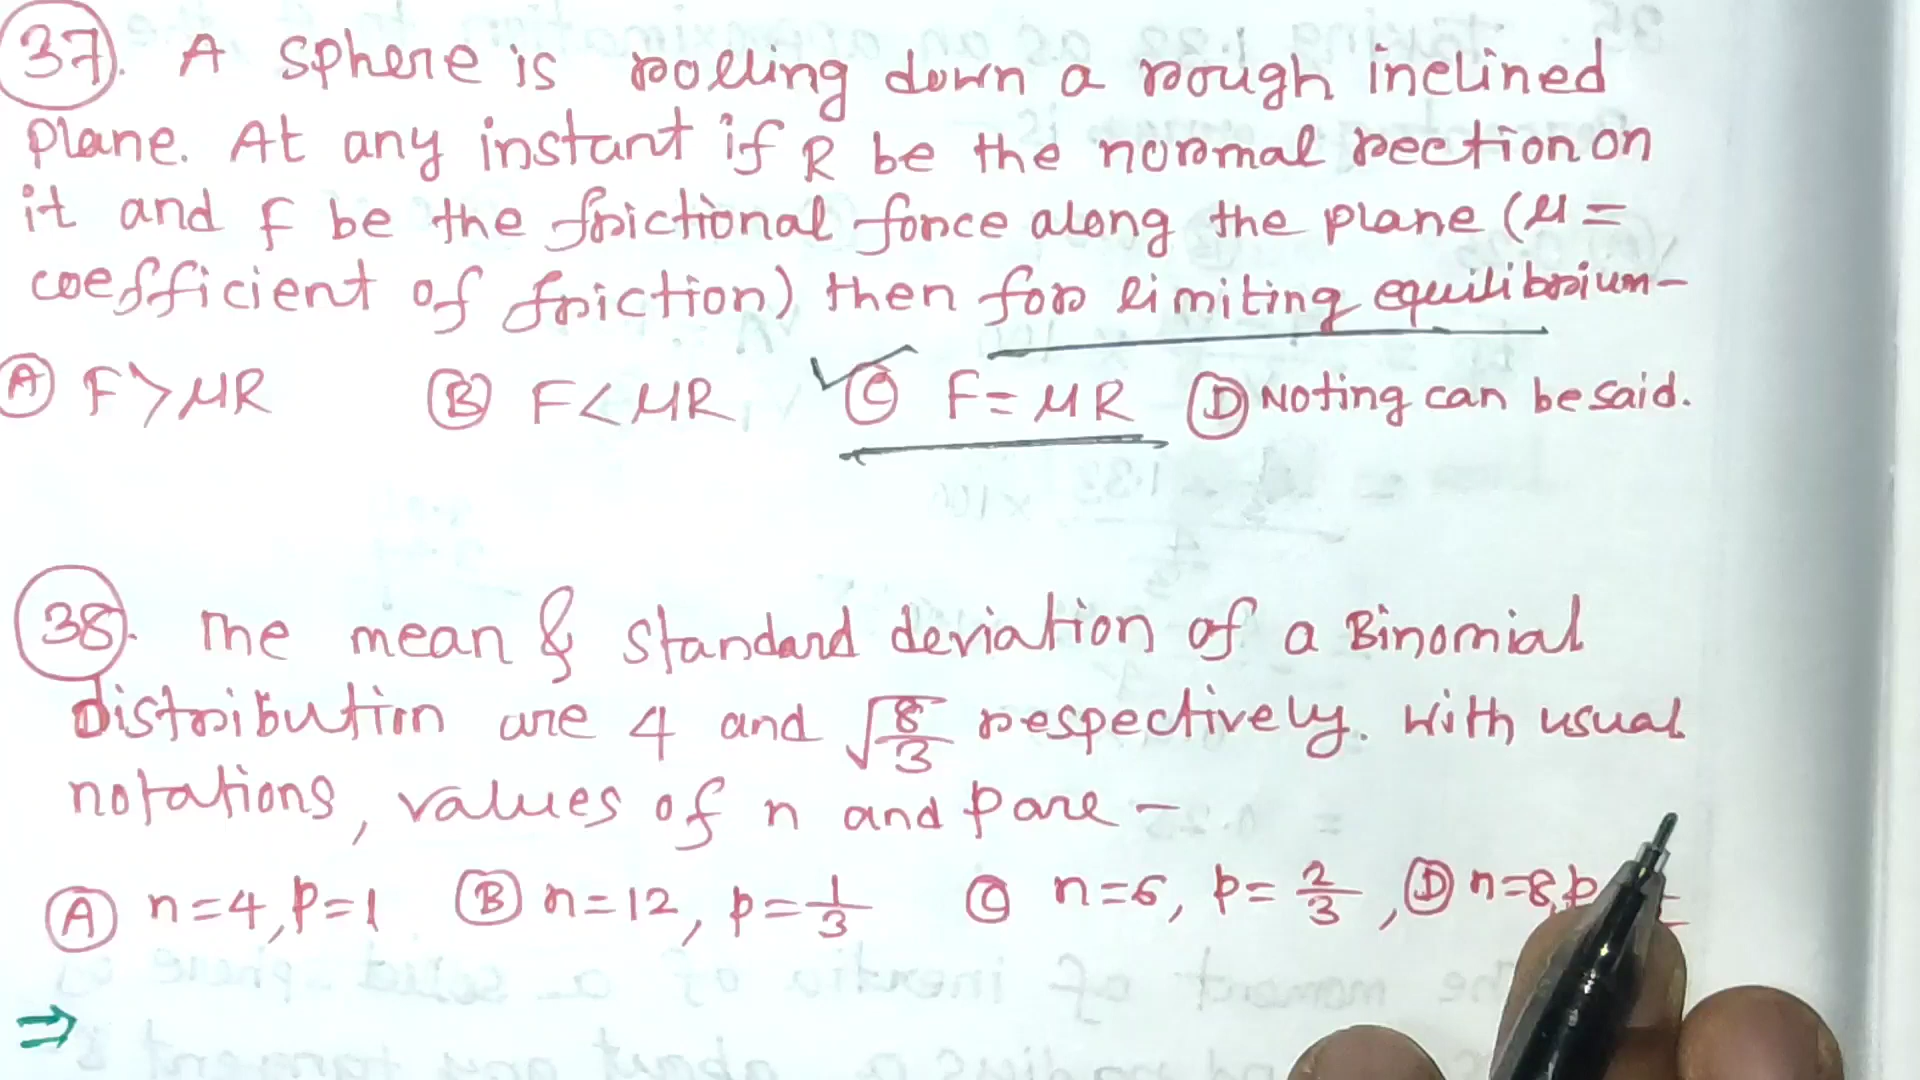 37. A sphere is rolling down a rough inclined
plane. At any instant if R be the normal rection on
it and F be the frictional force along the plane (μ =
coefficient of friction) then for limiting equilibrium-
(A) F>μR (B) F<μR (C) F=μR (D) Noting can be said.
38. The mean & standard deviation of a Binomial
distribution are 4 and √8/3 respectively. With usual
notations, values of n and p are -
(A) n=4, p=1 (B) n=12, p=1/3 (C) n=6, p=2/3, (D) n=8, p
⇒